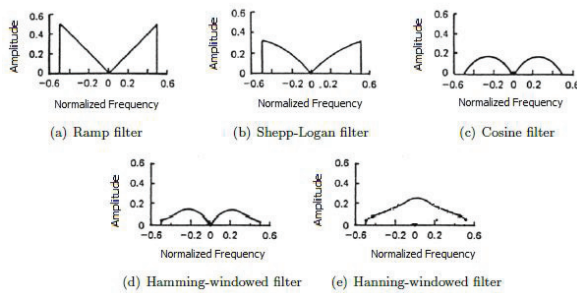 Amplitude
0.6
0.4
0.2
0
-0.6 -0.2 0 0.2 0.6
Normalized Frequency
(a) Ramp filter
Amplitude
0.6
0.4
0.2
0
-0.6 -0.2 0 0.2 0.6
Normalized Frequency
(b) Shepp-Logan filter
Amplitude
0.6
0.4
0.2
0
-0.6 -0.2 0 0.2 0.6
Normalized Frequency
(c) Cosine filter
Amplitude
0.6
0.4
0.2
0
-0.6 -0.2 0 0.2 0.6
Normalized Frequency
(d) Hamming-windowed filter
Amplitude
0.6
0.4
0.2
0
-0.6 -0.2 0 0.2 0.6
Normalized Frequency
(e) Hanning-windowed filter